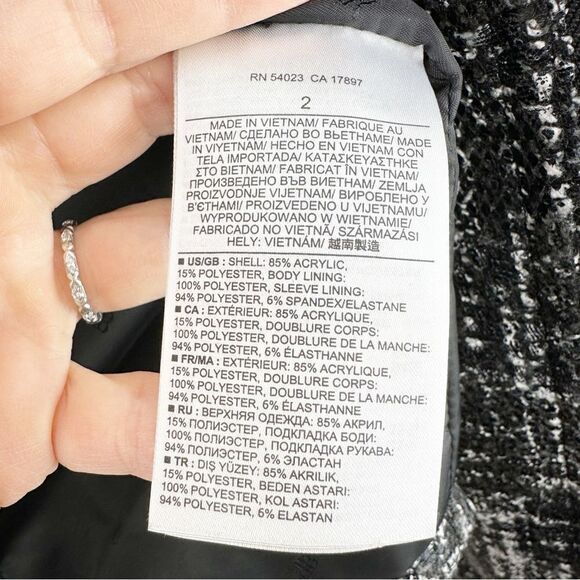 RN 54023 CA 17897
2
MADE IN VIETNAM/ FABRIQUE AU
VIETNAM/ СДЕЛАНО ВО ВЬЕТНАМЕ/ MADE
IN VIYETNAM/ HECHO EN VIETNAM CON
TELA IMPORTADA/ ΚΑΤΑΣΚΕΥΑΣΤΗΚΕ
ΣΤΟ ΒΙΕΤΝΑΜ/ FABRICAT ÎN VIETNAM/
ПРОИЗВЕДЕНО ВЪВ ВИЕТНАМ/ ZEMLJA
PROIZVODNJE VIJETNAM/ ВИРОБЛЕНО У
В'ЄТНАМІ/ PROIZVEDENO U VIJETNAMU/
WYPRODUKOWANO W WIETNAMIE/
FABRICADO NO VIETNÃ/ SZÁRMAZÁSI
HELY: VIETNÁM/ 越南製造
■ US/GB : SHELL: 85% ACRYLIC,
15% POLYESTER, BODY LINING:
100% POLYESTER, SLEEVE LINING:
94% POLYESTER, 6% SPANDEX/ELASTANE
■ CA : EXTÉRIEUR: 85% ACRYLIQUE,
15% POLYESTER, DOUBLURE CORPS:
100% POLYESTER, DOUBLURE DE LA MANCHE:
94% POLYESTER, 6% ÉLASTHANNE
■ FR/MA : EXTÉRIEUR: 85% ACRYLIQUE,
15% POLYESTER, DOUBLURE CORPS:
100% POLYESTER, DOUBLURE DE LA MANCHE:
94% POLYESTER, 6% ÉLASTHANNE
■ RU : ВЕРХНЯЯ ОДЕЖДА: 85% АКРИЛ,
15% ПОЛИЭСТЕР, ПОДКЛАДКА БОДИ:
100% ПОЛИЭСТЕР, ПОДКЛАДКА РУКАВА:
94% ПОЛИЭСТЕР, 6% ЭЛАСТАН
■ TR : DIŞ YÜZEY: 85% AKRILIK,
15% POLYESTER, BEDEN ASTARI:
100% POLYESTER, KOL ASTARI:
94% POLYESTER, 6% ELASTAN